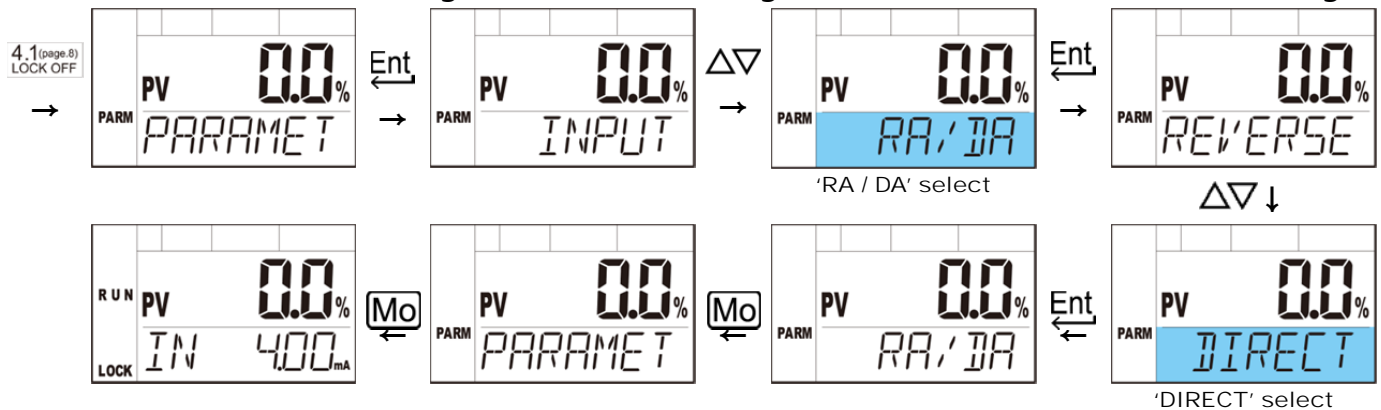 4.1(page.8)
LOCK OFF
→
PARM PV 0.0%
PARAMET
Ent
→
PARM PV 0.0%
INPUT
△▽
→
PARM PV 0.0%
RA/DA
'RA / DA' select
Ent
→
PARM PV 0.0%
REVERSE
△▽↓
PARM PV 0.0%
DIRECT
'DIRECT' select
Ent
←
PARM PV 0.0%
RA/DA
Mo
←
PARM PV 0.0%
PARAMET
Mo
←
RUN PV 0.0%
LOCK IN 4.00mA